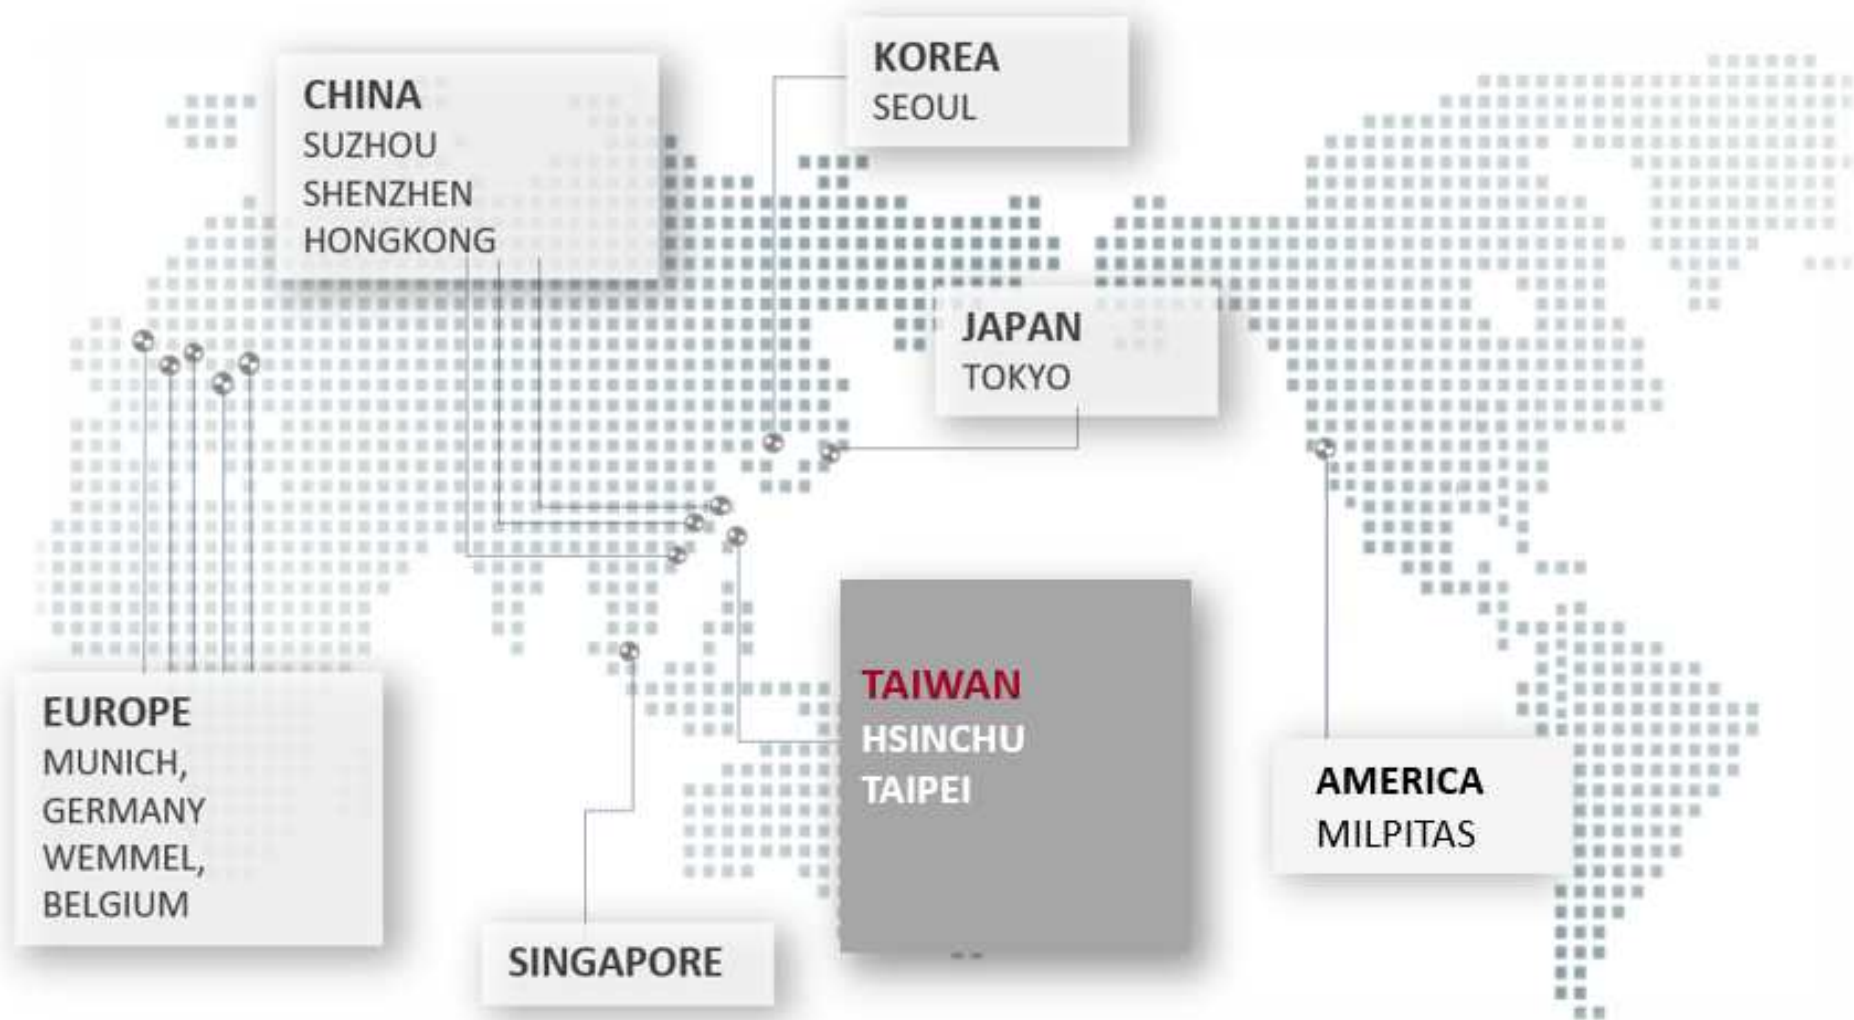 KOREA
SEOUL
CHINA
SUZHOU
SHENZHEN
HONGKONG
JAPAN
TOKYO
TAIWAN
HSINCHU
TAIPEI
EUROPE
MUNICH,
GERMANY
WEMMEL,
BELGIUM
AMERICA
MILPITAS
SINGAPORE